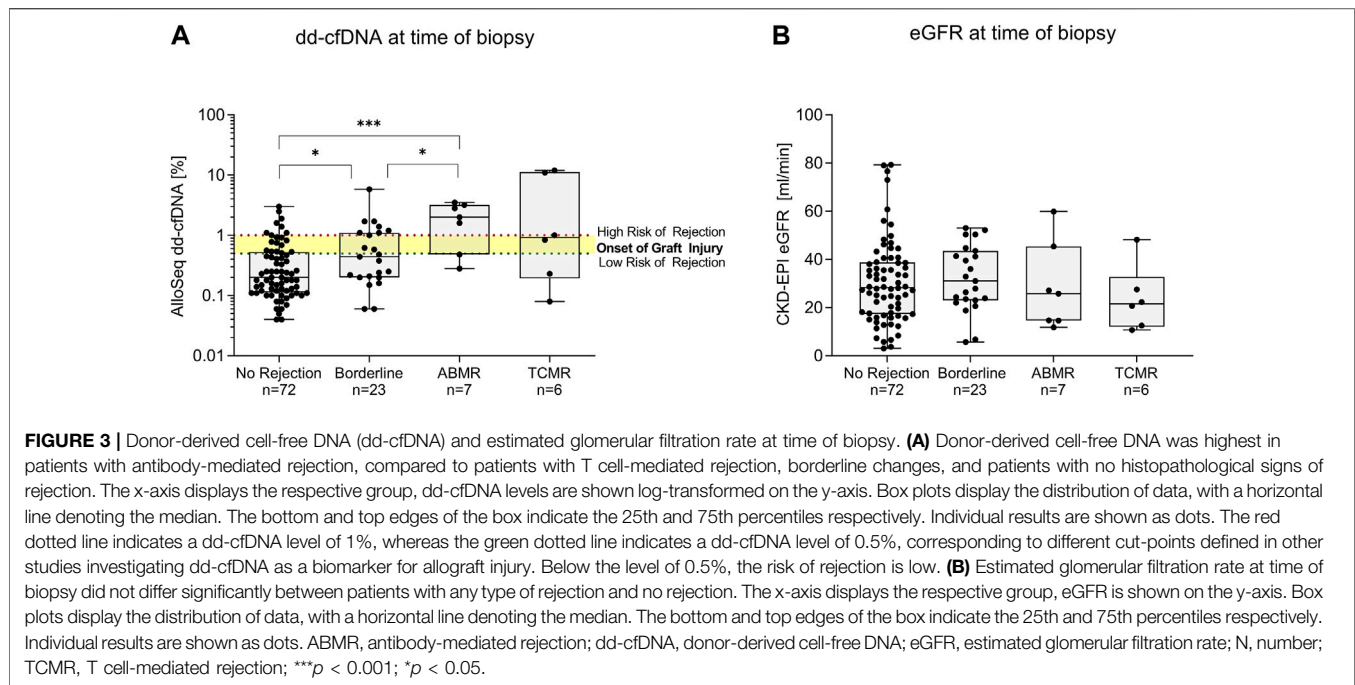 A
dd-cfDNA at time of biopsy
AlloSeq dd-cfDNA [%]
100
10
1
0.1
0.01
***
*
*
High Risk of Rejection
Onset of Graft Injury
Low Risk of Rejection
No Rejection
n=72
Borderline
n=23
ABMR
n=7
TCMR
n=6
B
eGFR at time of biopsy
CKD-EPI eGFR [ml/min]
100
80
60
40
20
0
No Rejection
n=72
Borderline
n=23
ABMR
n=7
TCMR
n=6
FIGURE 3 | Donor-derived cell-free DNA (dd-cfDNA) and estimated glomerular filtration rate at time of biopsy. (A) Donor-derived cell-free DNA was highest in
patients with antibody-mediated rejection, compared to patients with T cell-mediated rejection, borderline changes, and patients with no histopathological signs of
rejection. The x-axis displays the respective group, dd-cfDNA levels are shown log-transformed on the y-axis. Box plots display the distribution of data, with a horizontal
line denoting the median. The bottom and top edges of the box indicate the 25th and 75th percentiles respectively. Individual results are shown as dots. The red
dotted line indicates a dd-cfDNA level of 1%, whereas the green dotted line indicates a dd-cfDNA level of 0.5%, corresponding to different cut-points defined in other
studies investigating dd-cfDNA as a biomarker for allograft injury. Below the level of 0.5%, the risk of rejection is low. (B) Estimated glomerular filtration rate at time of
biopsy did not differ significantly between patients with any type of rejection and no rejection. The x-axis displays the respective group, eGFR is shown on the y-axis. Box
plots display the distribution of data, with a horizontal line denoting the median. The bottom and top edges of the box indicate the 25th and 75th percentiles respectively.
Individual results are shown as dots. ABMR, antibody-mediated rejection; dd-cfDNA, donor-derived cell-free DNA; eGFR, estimated glomerular filtration rate; N, number;
TCMR, T cell-mediated rejection; ***p < 0.001; *p < 0.05.